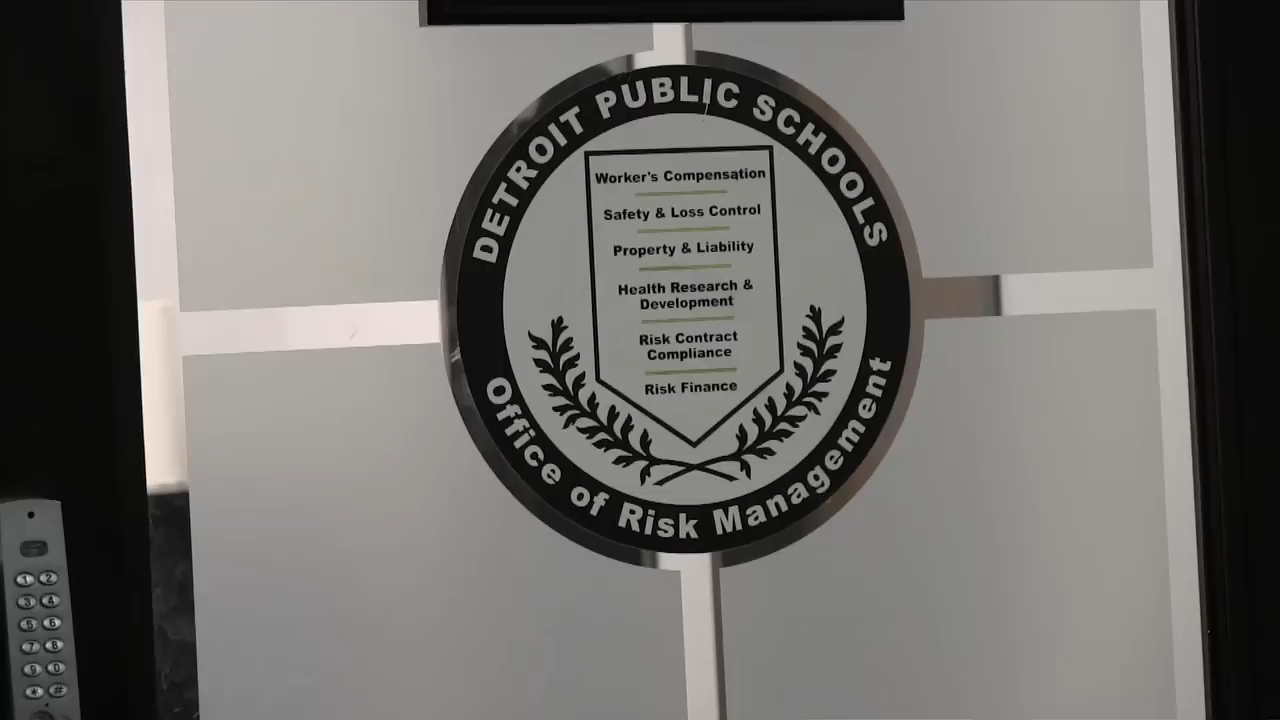 DETROIT PUBLIC SCHOOLS
Worker's Compensation
Safety & Loss Control
Property & Liability
Health Research &
Development
Risk Contract
Compliance
Risk Finance
Office of Risk Management
1 2
3 4
5 6
7 8
9 0
* #